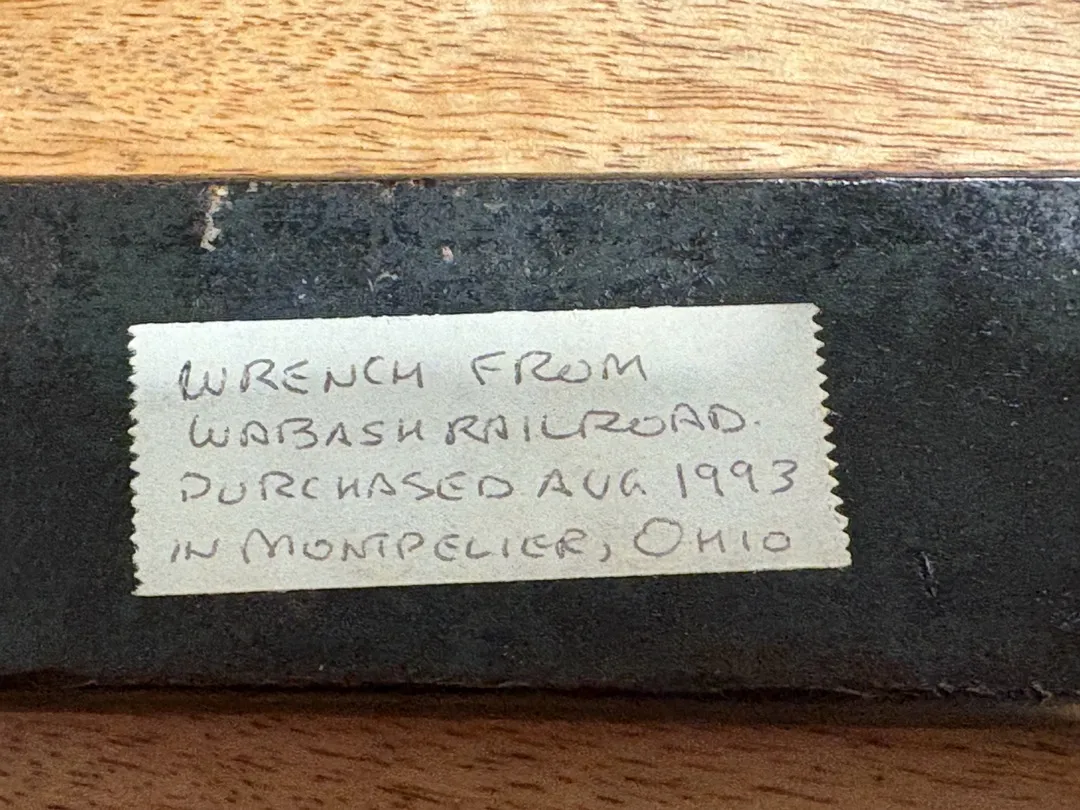 WRENCH FROM
WABASH RAILROAD.
PURCHASED AUG 1993
IN MONTPELIER, OHIO